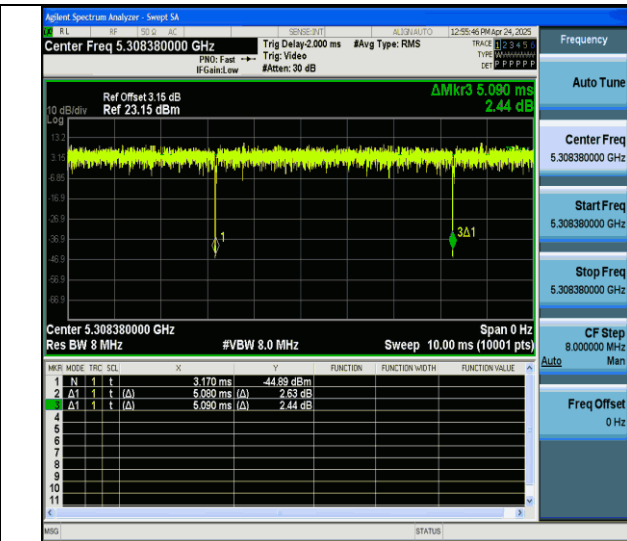 Agilent Spectrum Analyzer - Swept SA
RL RF 50 Ω AC SENSE:INT ALIGN AUTO 12:55:46 PM Apr 24, 2025
Center Freq 5.308380000 GHz
PNO: Fast
IFGain:Low
Trig Delay-2.000 ms
Trig: Video
#Atten: 30 dB
#Avg Type: RMS
TRACE 1 2 3 4 5 6
TYPE
DET P P P P P P
ΔMkr3 5.090 ms
2.44 dB
Ref Offset 3.15 dB
10 dB/div Ref 23.15 dBm
Log
13.2
3.15
-6.85
-16.9
-26.9
-36.9
-46.9
-56.9
-66.9
1
3Δ1
Center 5.308380000 GHz Span 0 Hz
Res BW 8 MHz #VBW 8.0 MHz Sweep 10.00 ms (10001 pts)
MKR MODE TRC SCL X Y FUNCTION FUNCTION WIDTH FUNCTION VALUE
1 N 1 t 3.170 ms -44.89 dBm
2 Δ1 1 t (Δ) 5.080 ms (Δ) 2.63 dB
3 Δ1 1 t (Δ) 5.090 ms (Δ) 2.44 dB
4
5
6
7
8
9
10
11
MSG STATUS
Frequency
Auto Tune
Center Freq
5.308380000 GHz
Start Freq
5.308380000 GHz
Stop Freq
5.308380000 GHz
CF Step
8.000000 MHz
Auto Man
Freq Offset
0 Hz